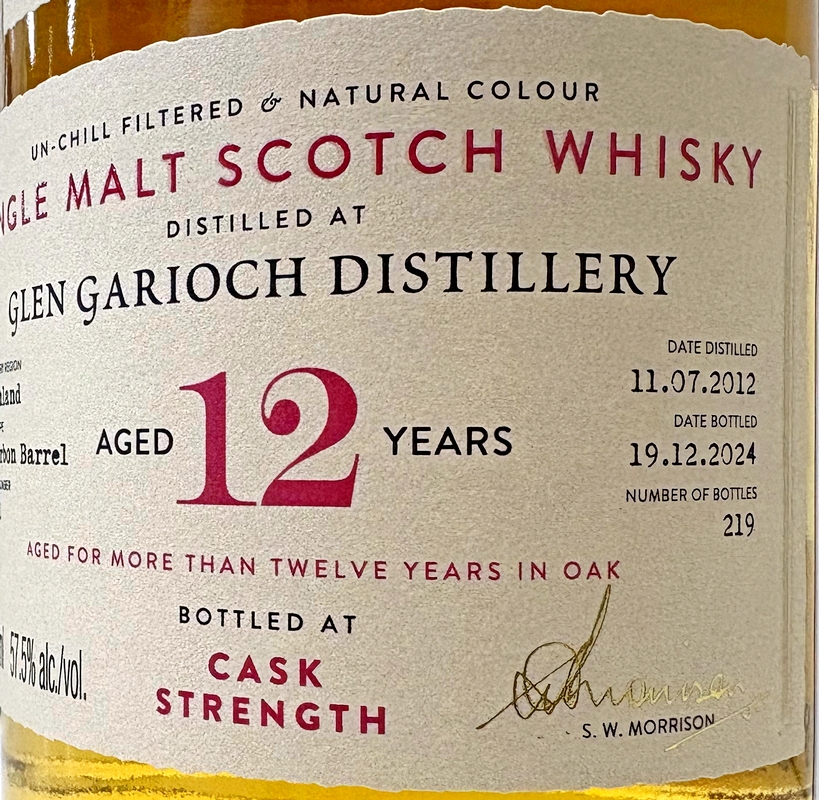 UN-CHILL FILTERED & NATURAL COLOUR
MALT SCOTCH WHISKY
DISTILLED AT
GLEN GARIOCH DISTILLERY
DATE DISTILLED
11.07.2012
DATE BOTTLED
19.12.2024
NUMBER OF BOTTLES
219
REGION
Barrel
AGED 12 YEARS
AGED FOR MORE THAN TWELVE YEARS IN OAK
BOTTLED AT
CASK
STRENGTH
57.5% alc./vol.
S. W. MORRISON